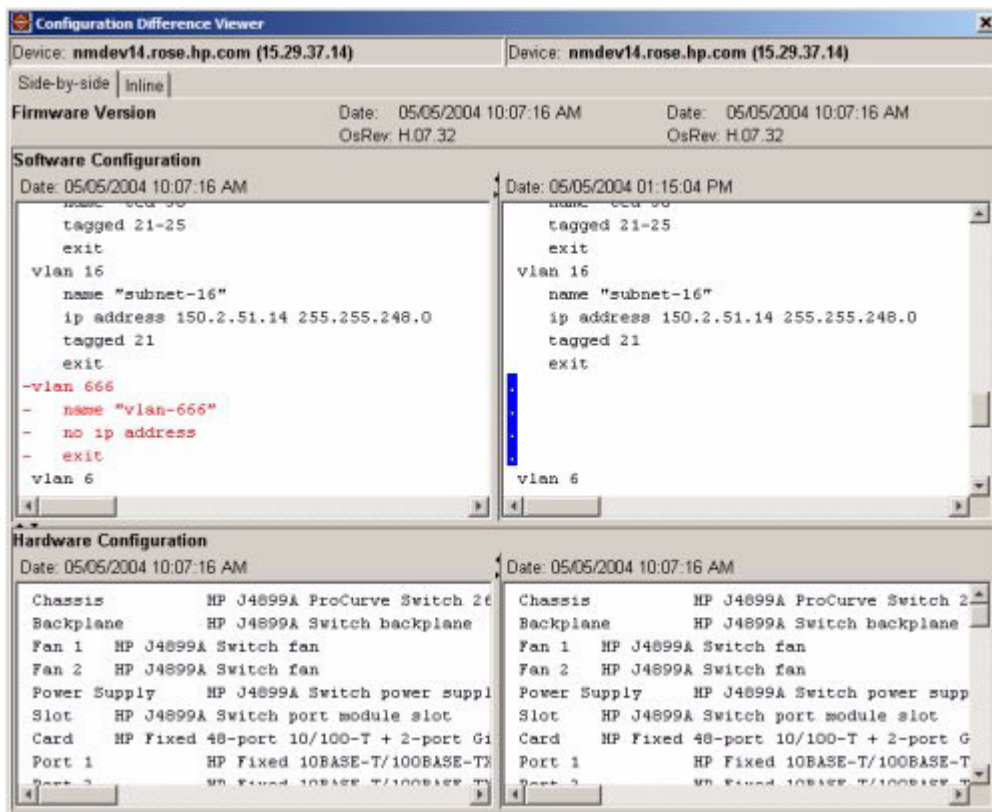 Configuration Difference Viewer
Device: nmdev14.rose.hp.com (15.29.37.14)
Device: nmdev14.rose.hp.com (15.29.37.14)
Side-by-side Inline
Firmware Version
Date: 05/05/2004 10:07:16 AM
OsRev: H.07.32
Date: 05/05/2004 10:07:16 AM
OsRev: H.07.32
Software Configuration
Date: 05/05/2004 10:07:16 AM
tagged 21-25
exit
vlan 16
name "subnet-16"
ip address 150.2.51.14 255.255.248.0
tagged 21
exit
-vlan 666
- name "vlan-666"
- no ip address
- exit
vlan 6
Date: 05/05/2004 01:15:04 PM
tagged 21-25
exit
vlan 16
name "subnet-16"
ip address 150.2.51.14 255.255.248.0
tagged 21
exit
vlan 6
Hardware Configuration
Date: 05/05/2004 10:07:16 AM
Chassis HP J4899A ProCurve Switch 26
Backplane HP J4899A Switch backplane
Fan 1 HP J4899A Switch fan
Fan 2 HP J4899A Switch fan
Power Supply HP J4899A Switch power suppl
Slot HP J4899A Switch port module slot
Card HP Fixed 48-port 10/100-T + 2-port Gi
Port 1 HP Fixed 10BASE-T/100BASE-TX
Date: 05/05/2004 10:07:16 AM
Chassis HP J4899A ProCurve Switch 2
Backplane HP J4899A Switch backplane
Fan 1 HP J4899A Switch fan
Fan 2 HP J4899A Switch fan
Power Supply HP J4899A Switch power supp
Slot HP J4899A Switch port module slot
Card HP Fixed 48-port 10/100-T + 2-port G
Port 1 HP Fixed 10BASE-T/100BASE-T